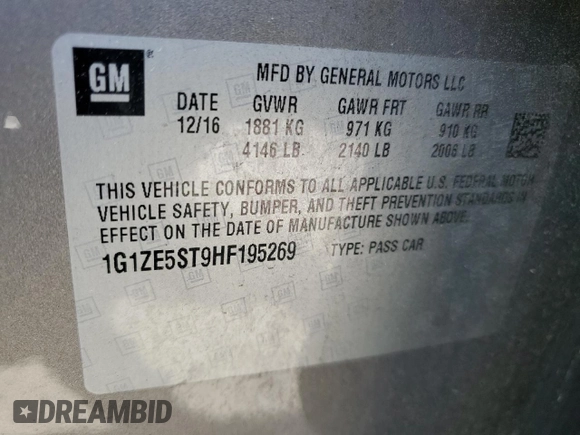 GM
MFD BY GENERAL MOTORS LLC
DATE GVWR GAWR FRT GAWR RR
12/16 1881 KG 971 KG 910 KG
4146 LB 2140 LB 2006 LB
THIS VEHICLE CONFORMS TO ALL APPLICABLE U.S. FEDERAL MOTOR
VEHICLE SAFETY, BUMPER, AND THEFT PREVENTION STANDARDS IN
EFFECT ON THE DATE OF MANUFACTURE SHOWN ABOVE.
1G1ZE5ST9HF195269 TYPE: PASS CAR
DREAMBID